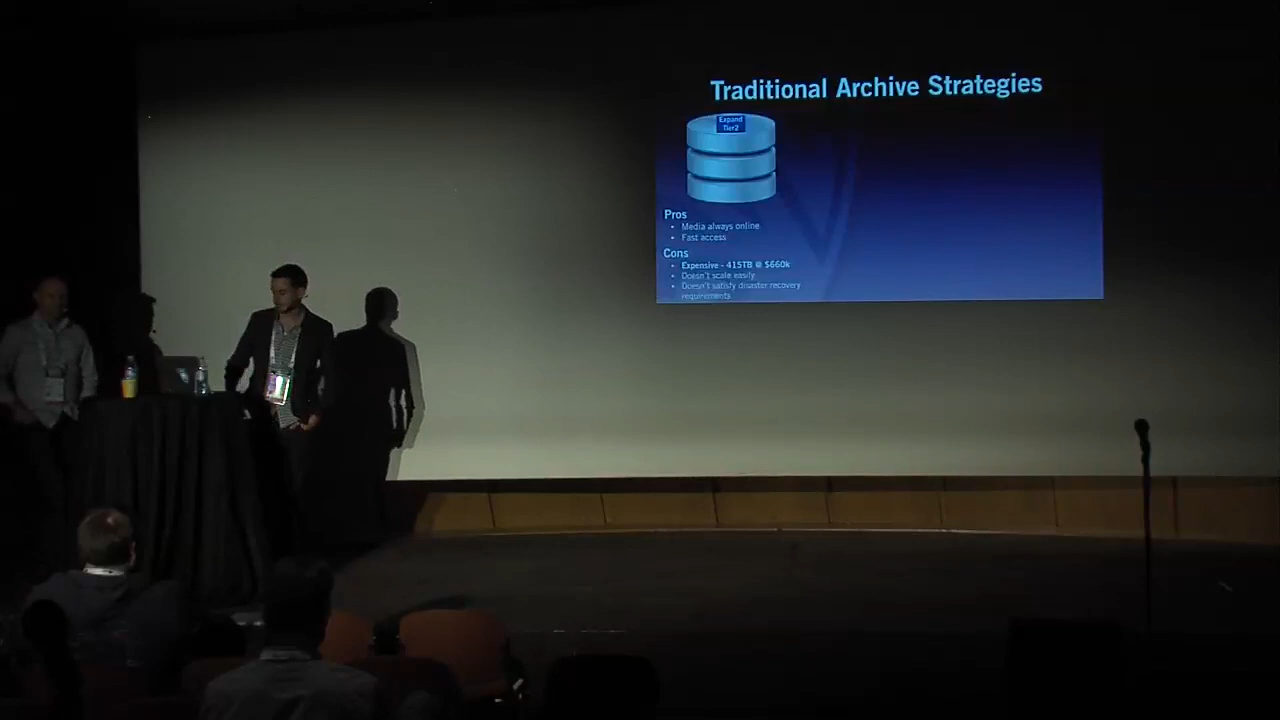 Traditional Archive Strategies
Expand
Tier2
Pros
• Media always online
• Fast access
Cons
• Expensive - 415TB @ $660k
• Doesn't scale easily
• Doesn't satisfy disaster recovery
requirements